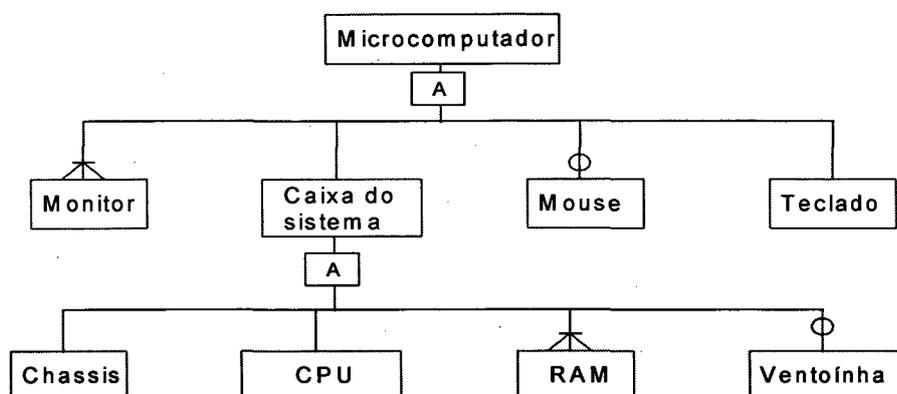 Microcomputador
A
Monitor
Caixa do
sistema
Mouse
Teclado
A
Chassis
CPU
RAM
Ventoínha